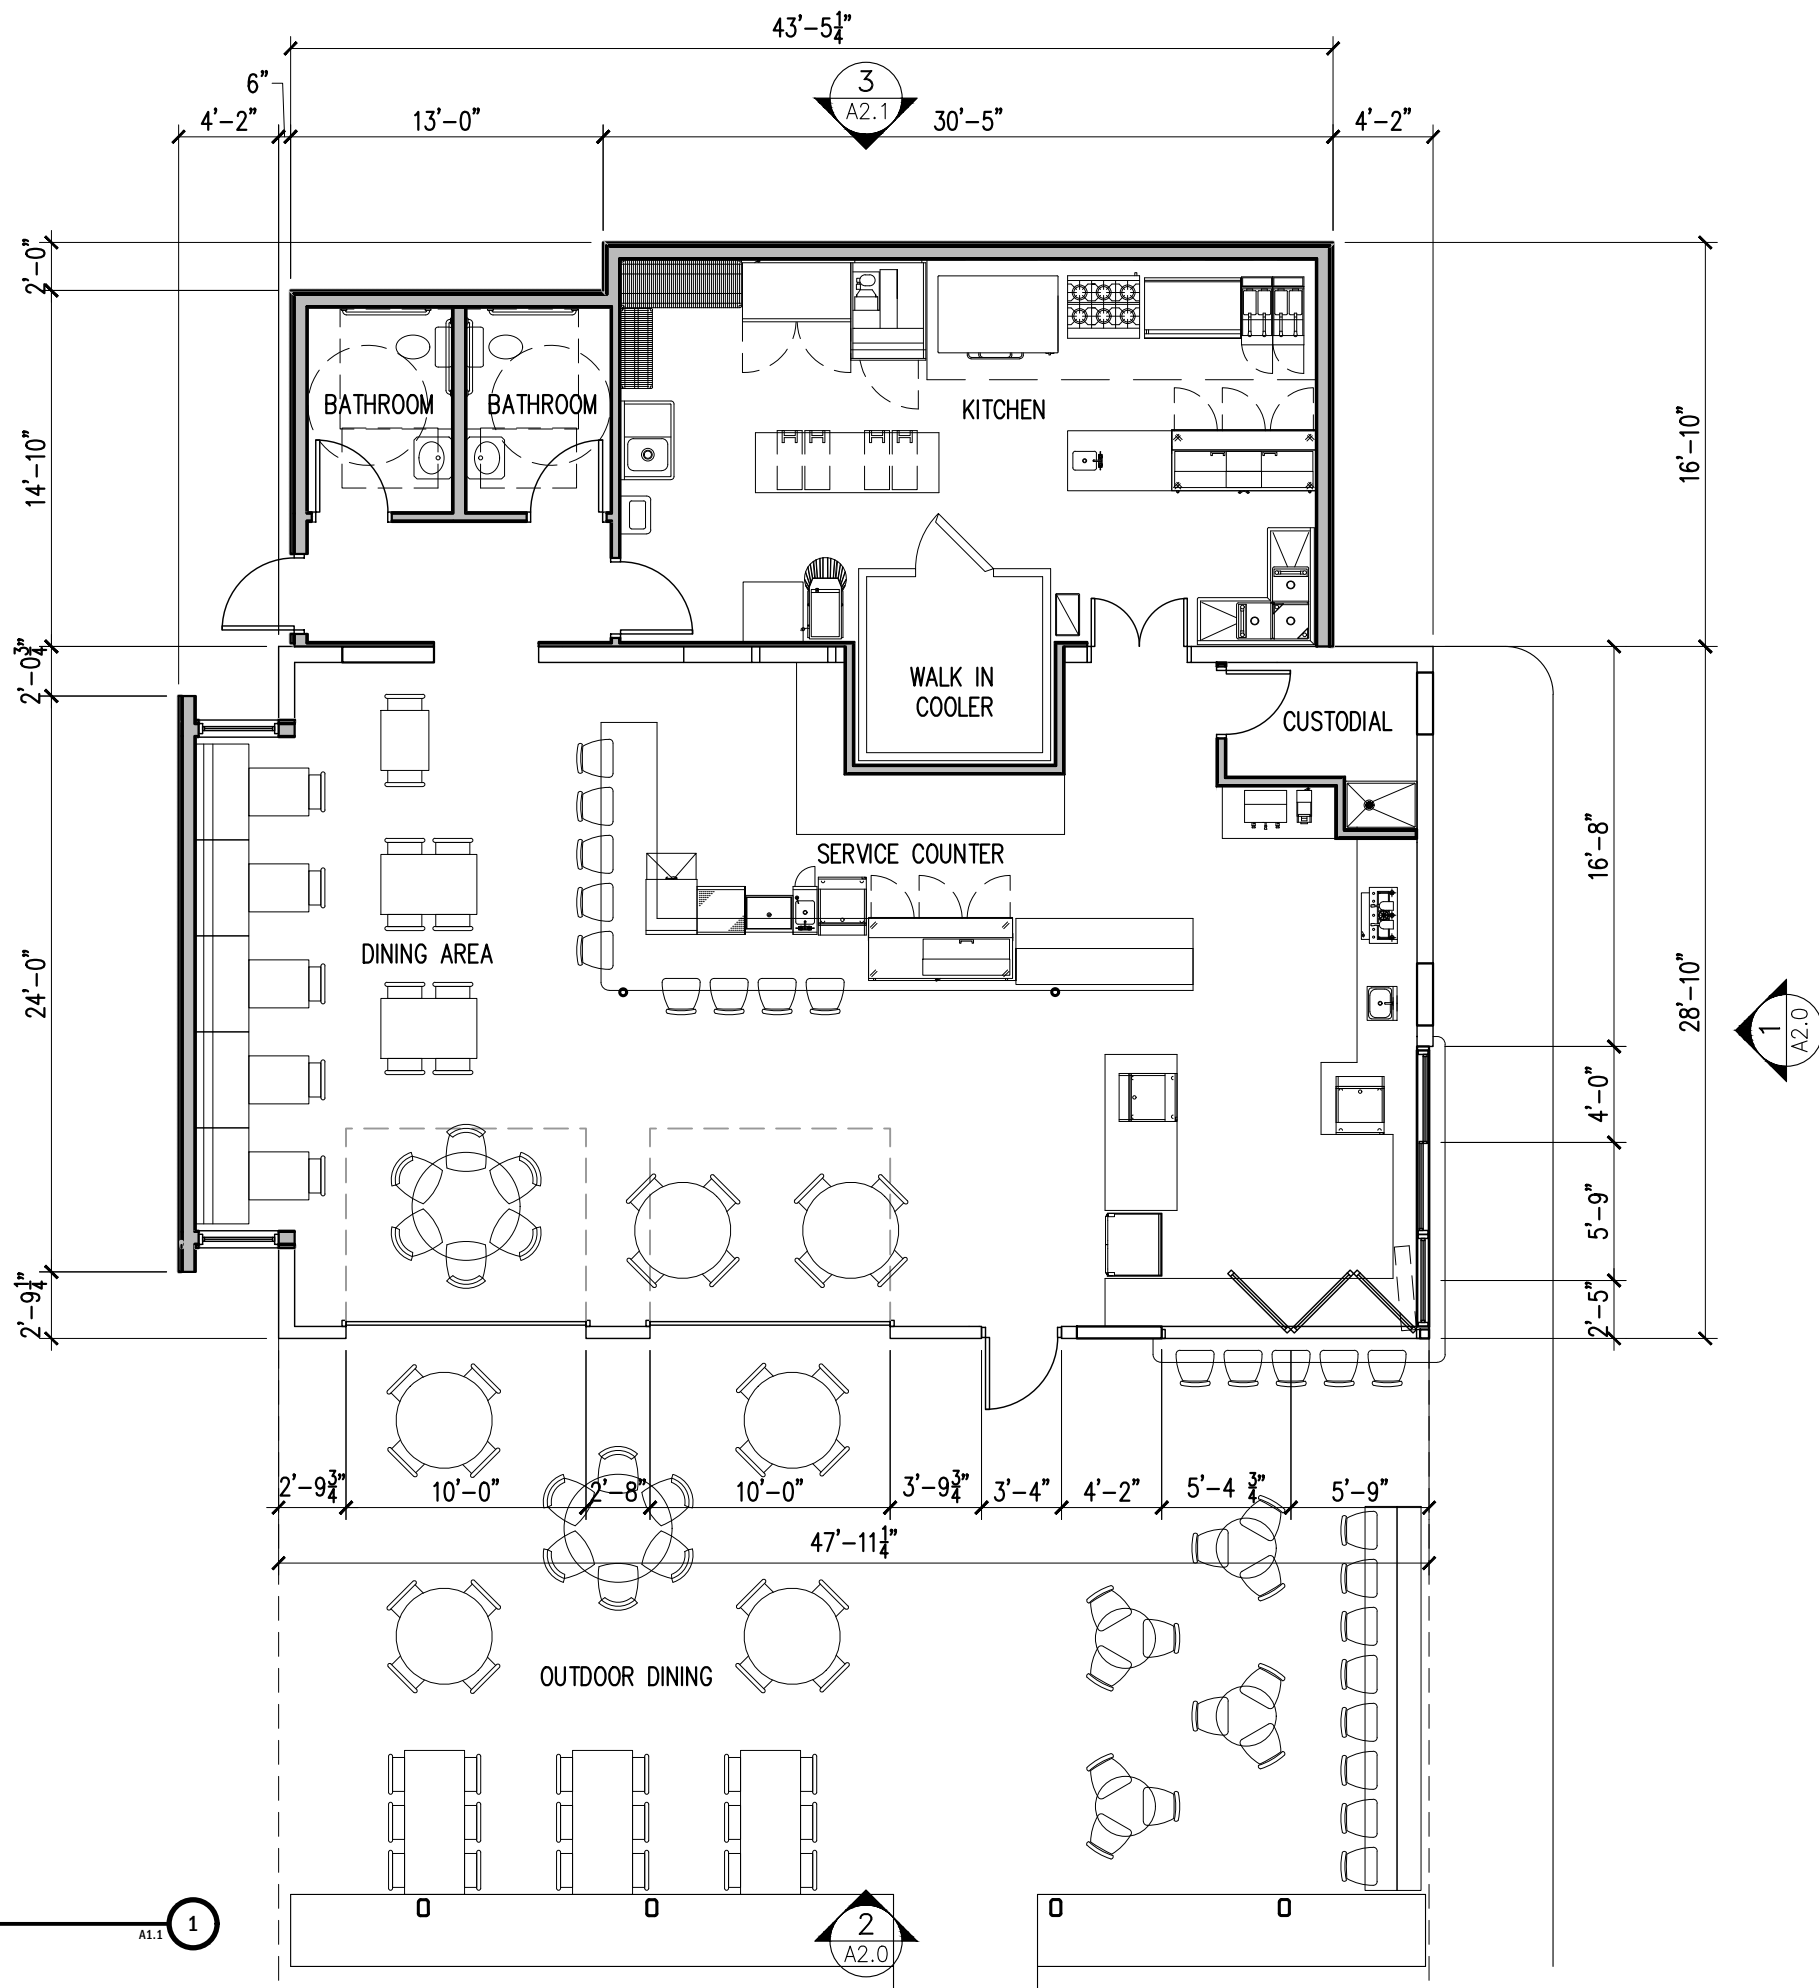 43'-5¼"
6"
3
A2.1
4'-2"
13'-0"
30'-5"
4'-2"
2'-0"
14'-10"
16'-10"
BATHROOM
BATHROOM
KITCHEN
2'-0¾"
WALK IN
COOLER
CUSTODIAL
16'-8"
SERVICE COUNTER
DINING AREA
24'-0"
28'-10"
1
A2.0
4'-0"
5'-9"
2'-9¼"
2'-5"
2'-9¾"
10'-0"
2'-8"
10'-0"
3'-9¾"
3'-4"
4'-2"
5'-4 ¾"
5'-9"
47'-11¼"
OUTDOOR DINING
1
A1.1
2
A2.0